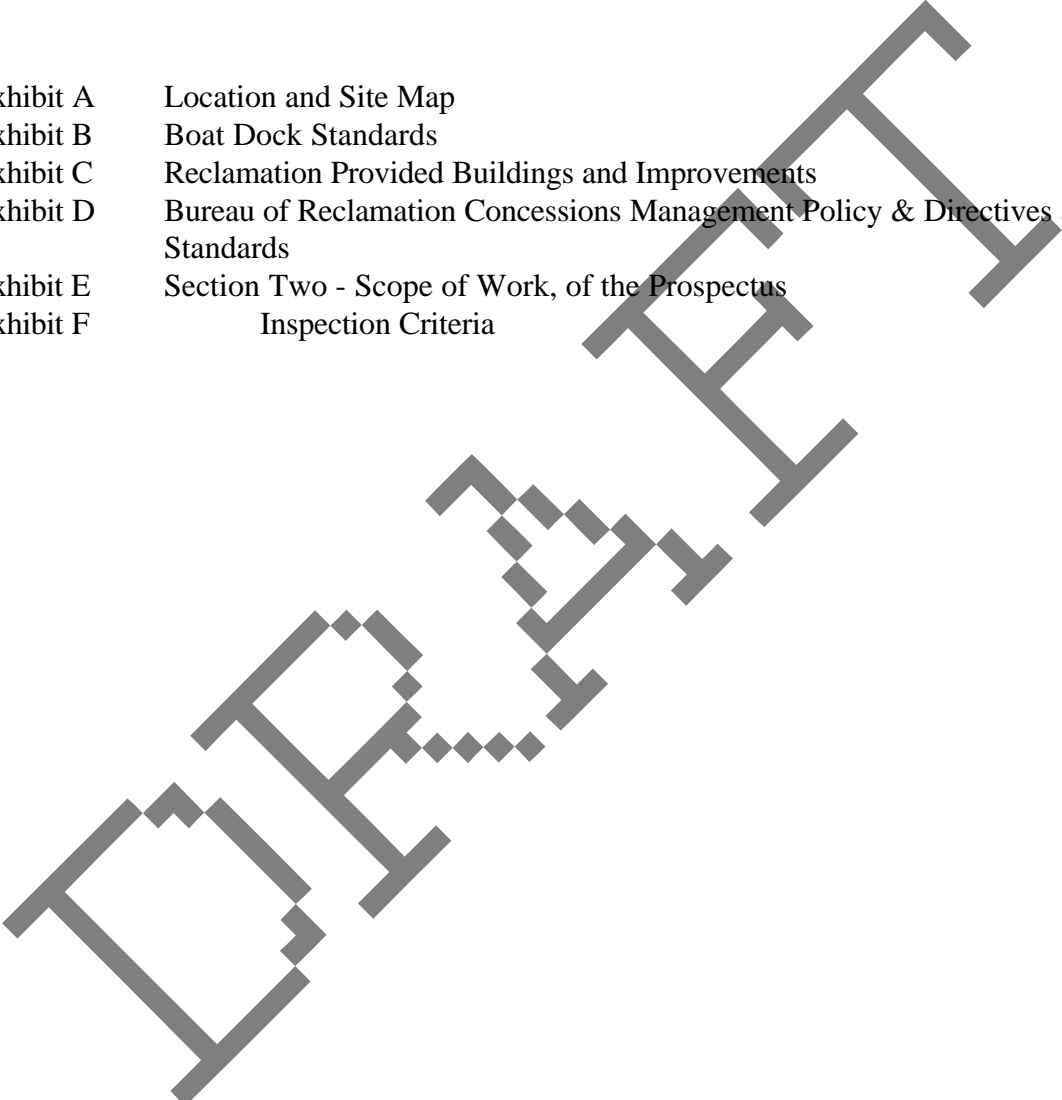 xhibit A Location and Site Map
xhibit B Boat Dock Standards
xhibit C Reclamation Provided Buildings and Improvements
xhibit D Bureau of Reclamation Concessions Management Policy & Directives
Standards
xhibit E Section Two - Scope of Work, of the Prospectus
xhibit F Inspection Criteria
DRAFT